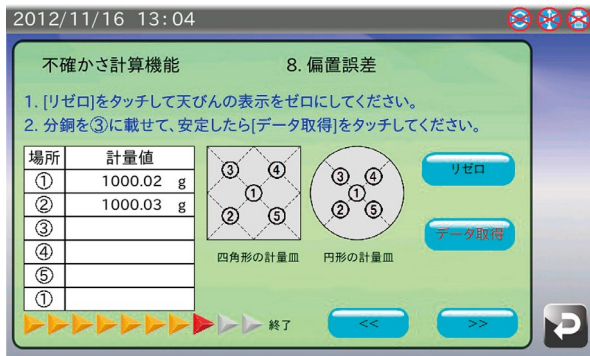 2012/11/16 13:04
不確かさ計算機能 8. 偏置誤差
1. [リゼロ]をタッチして天びんの表示をゼロにしてください。
2. 分銅を③に載せて、安定したら[データ取得]をタッチしてください。
場所 計量値
① 1000.02 g
② 1000.03 g
③
④
⑤
①
③ ④
①
② ⑤
四角形の計量皿
③ ④
①
② ⑤
円形の計量皿
リゼロ
データ取得
終了
<<
>>